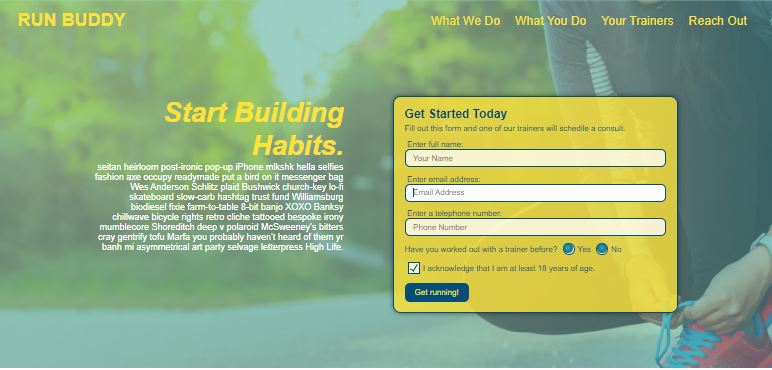 RUN BUDDY
What We Do
What You Do
Your Trainers
Reach Out
Start Building
Habits.
seitan heirloom post-ironic pop-up iPhone mlkshk hella selfies
fashion axe occupy readymade put a bird on it messenger bag
Wes Anderson Schlitz plaid Bushwick church-key lo-fi
skateboard slow-carb hashtag trust fund Williamsburg
biodiesel fixie farm-to-table 8-bit banjo XOXO Banksy
chillwave bicycle rights retro cliche tattooed bespoke irony
mumblecore Shoreditch deep v polaroid McSweeney's bitters
cray gentrify tofu Marfa you probably haven't heard of them yr
banh mi asymmetrical art party selvage letterpress High Life.
Get Started Today
Fill out this form and one of our trainers will schedile a consult.
Enter full name:
Your Name
Enter email address:
Email Address
Enter a telephone number:
Phone Number
Have you worked out with a trainer before? Yes No
I acknowledge that I am at least 18 years of age.
Get running!